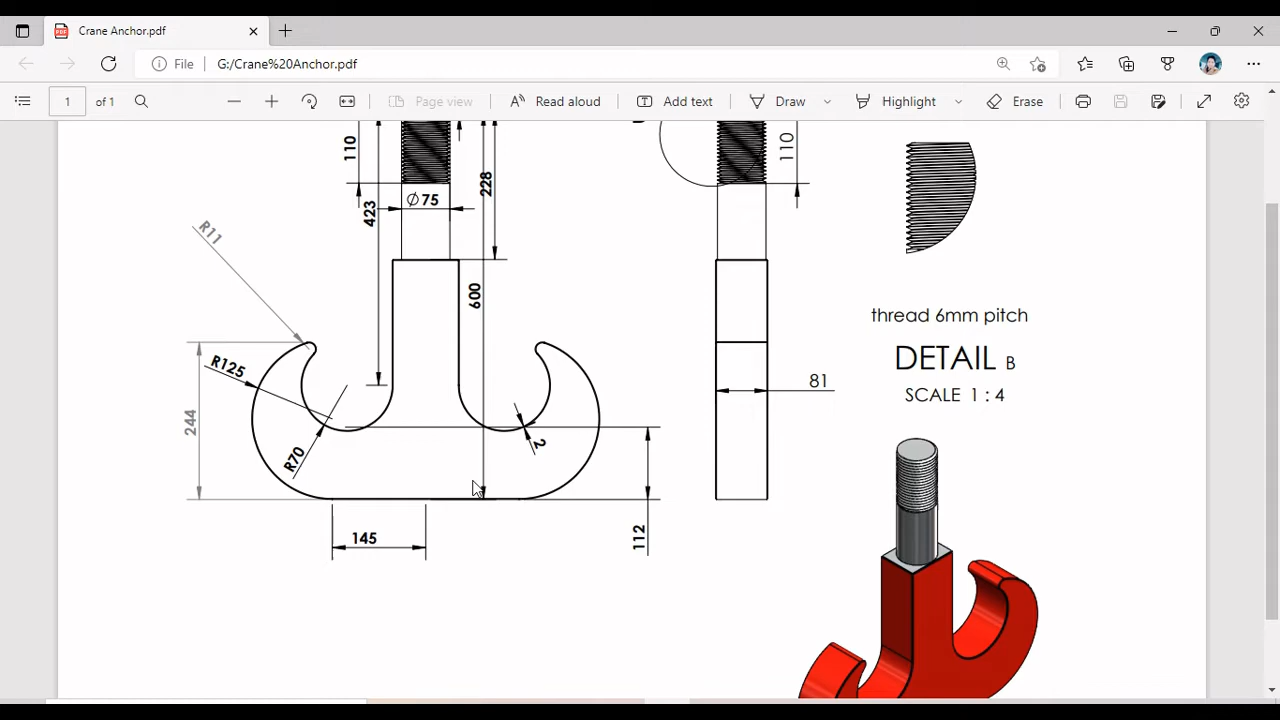 Crane Anchor.pdf
File G:/Crane%20Anchor.pdf
1 of 1 Page view Read aloud Add text Draw Highlight Erase
110
Ø 75
228
423
110
R11
600
thread 6mm pitch
DETAIL B
SCALE 1 : 4
R125
81
244
R70
2
145
112